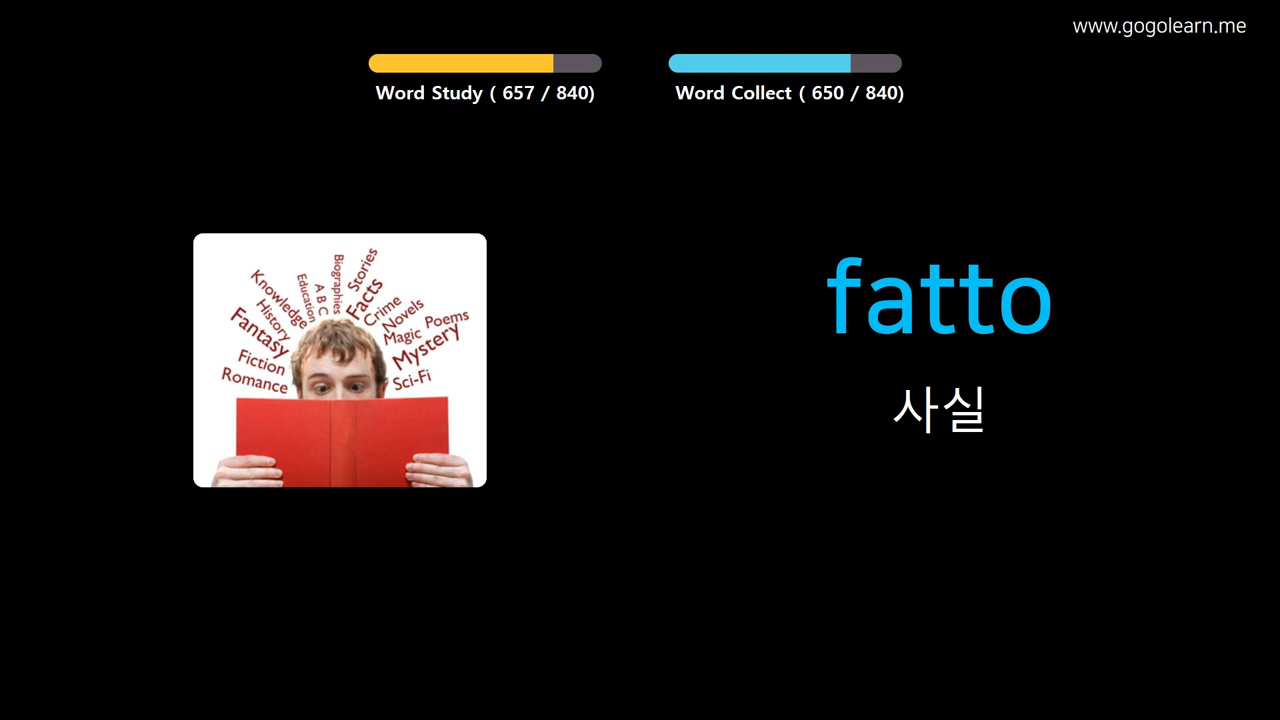 www.gogolearn.me
Word Study ( 657 / 840)
Word Collect ( 650 / 840)
Knowledge
History
Fantasy
Fiction
Romance
Education
A B C
Biographies
Stories
Facts
Crime
Novels
Magic
Poems
Mystery
Sci-Fi
fatto
사실